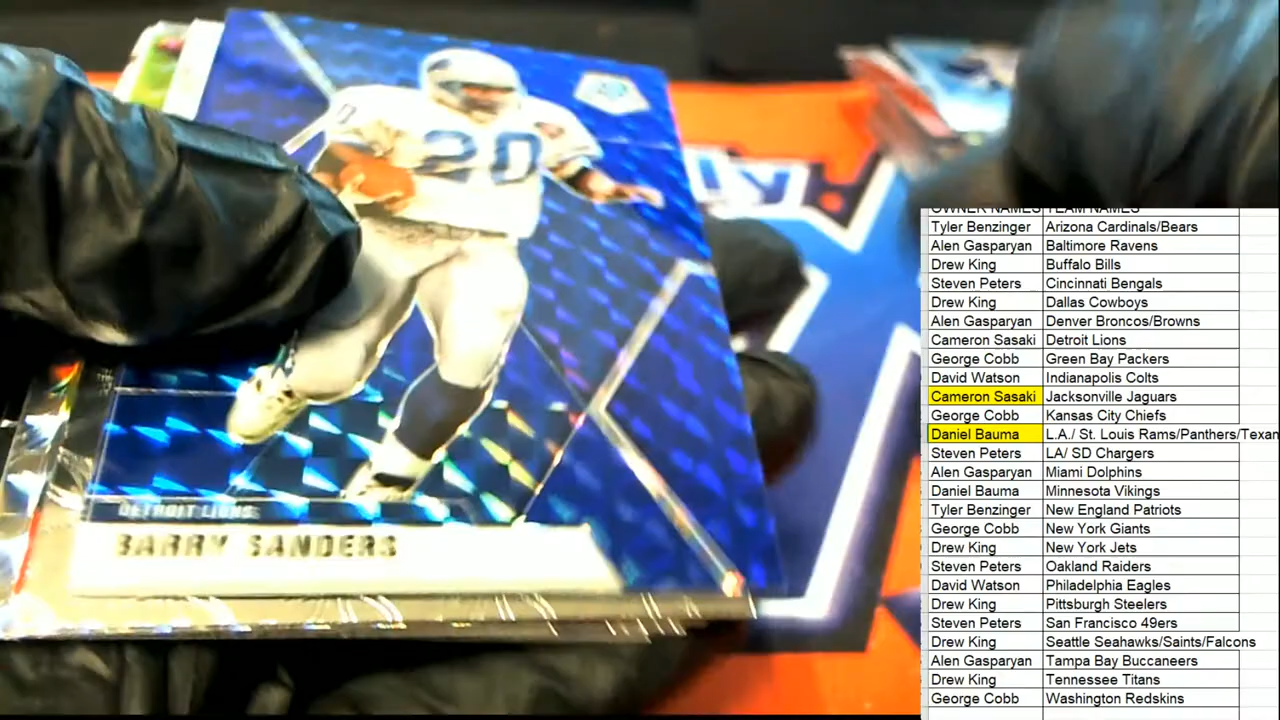 20
DETROIT LIONS
BARRY SANDERS
OWNER NAMES TEAM NAMES
Tyler Benzinger Arizona Cardinals/Bears
Alen Gasparyan Baltimore Ravens
Drew King Buffalo Bills
Steven Peters Cincinnati Bengals
Drew King Dallas Cowboys
Alen Gasparyan Denver Broncos/Browns
Cameron Sasaki Detroit Lions
George Cobb Green Bay Packers
David Watson Indianapolis Colts
Cameron Sasaki Jacksonville Jaguars
George Cobb Kansas City Chiefs
Daniel Bauma L.A./ St. Louis Rams/Panthers/Texan
Steven Peters LA/ SD Chargers
Alen Gasparyan Miami Dolphins
Daniel Bauma Minnesota Vikings
Tyler Benzinger New England Patriots
George Cobb New York Giants
Drew King New York Jets
Steven Peters Oakland Raiders
David Watson Philadelphia Eagles
Drew King Pittsburgh Steelers
Steven Peters San Francisco 49ers
Drew King Seattle Seahawks/Saints/Falcons
Alen Gasparyan Tampa Bay Buccaneers
Drew King Tennessee Titans
George Cobb Washington Redskins